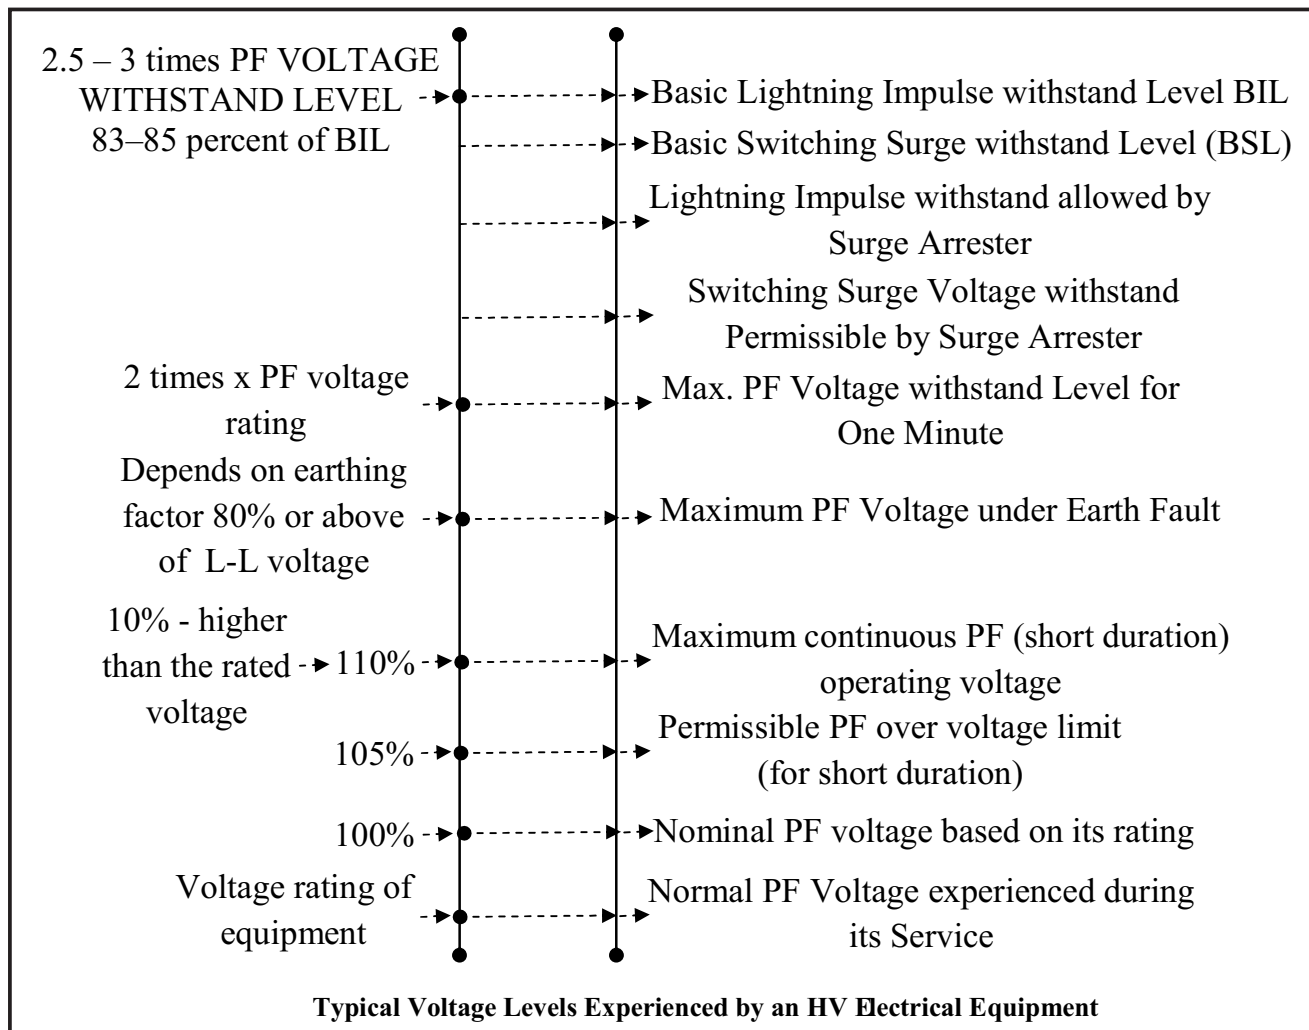 2.5 – 3 times PF VOLTAGE
WITHSTAND LEVEL
83–85 percent of BIL
Basic Lightning Impulse withstand Level BIL
Basic Switching Surge withstand Level (BSL)
Lightning Impulse withstand allowed by
Surge Arrester
Switching Surge Voltage withstand
Permissible by Surge Arrester
2 times x PF voltage
rating
Max. PF Voltage withstand Level for
One Minute
Depends on earthing
factor 80% or above
of L-L voltage
Maximum PF Voltage under Earth Fault
10% - higher
than the rated
voltage
110%
Maximum continuous PF (short duration)
operating voltage
105%
Permissible PF over voltage limit
(for short duration)
100%
Nominal PF voltage based on its rating
Voltage rating of
equipment
Normal PF Voltage experienced during
its Service
Typical Voltage Levels Experienced by an HV Electrical Equipment